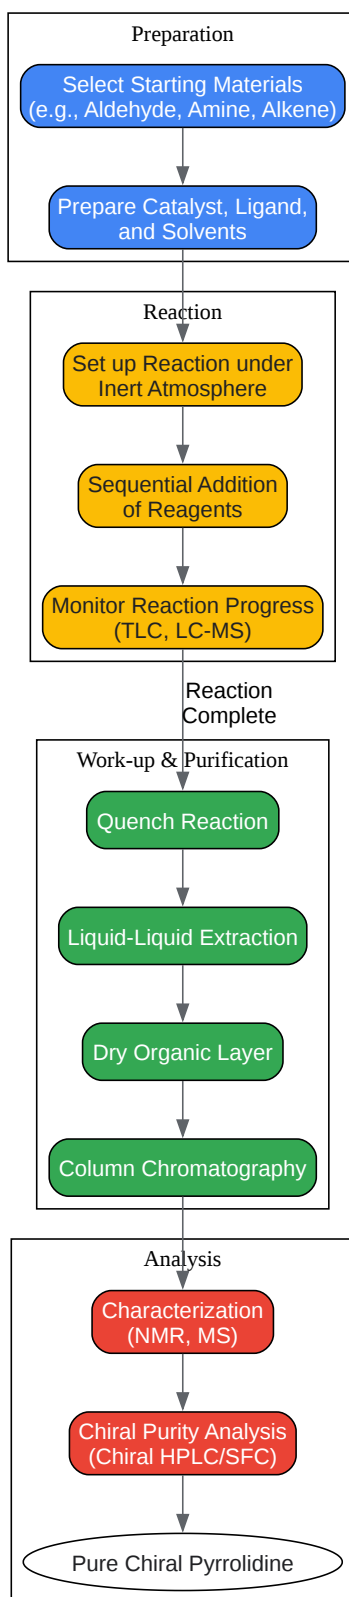 Preparation
Select Starting Materials
(e.g., Aldehyde, Amine, Alkene)
Prepare Catalyst, Ligand,
and Solvents
Reaction
Set up Reaction under
Inert Atmosphere
Sequential Addition
of Reagents
Monitor Reaction Progress
(TLC, LC-MS)
Reaction
Complete
Work-up & Purification
Quench Reaction
Liquid-Liquid Extraction
Dry Organic Layer
Column Chromatography
Analysis
Characterization
(NMR, MS)
Chiral Purity Analysis
(Chiral HPLC/SFC)
Pure Chiral Pyrrolidine